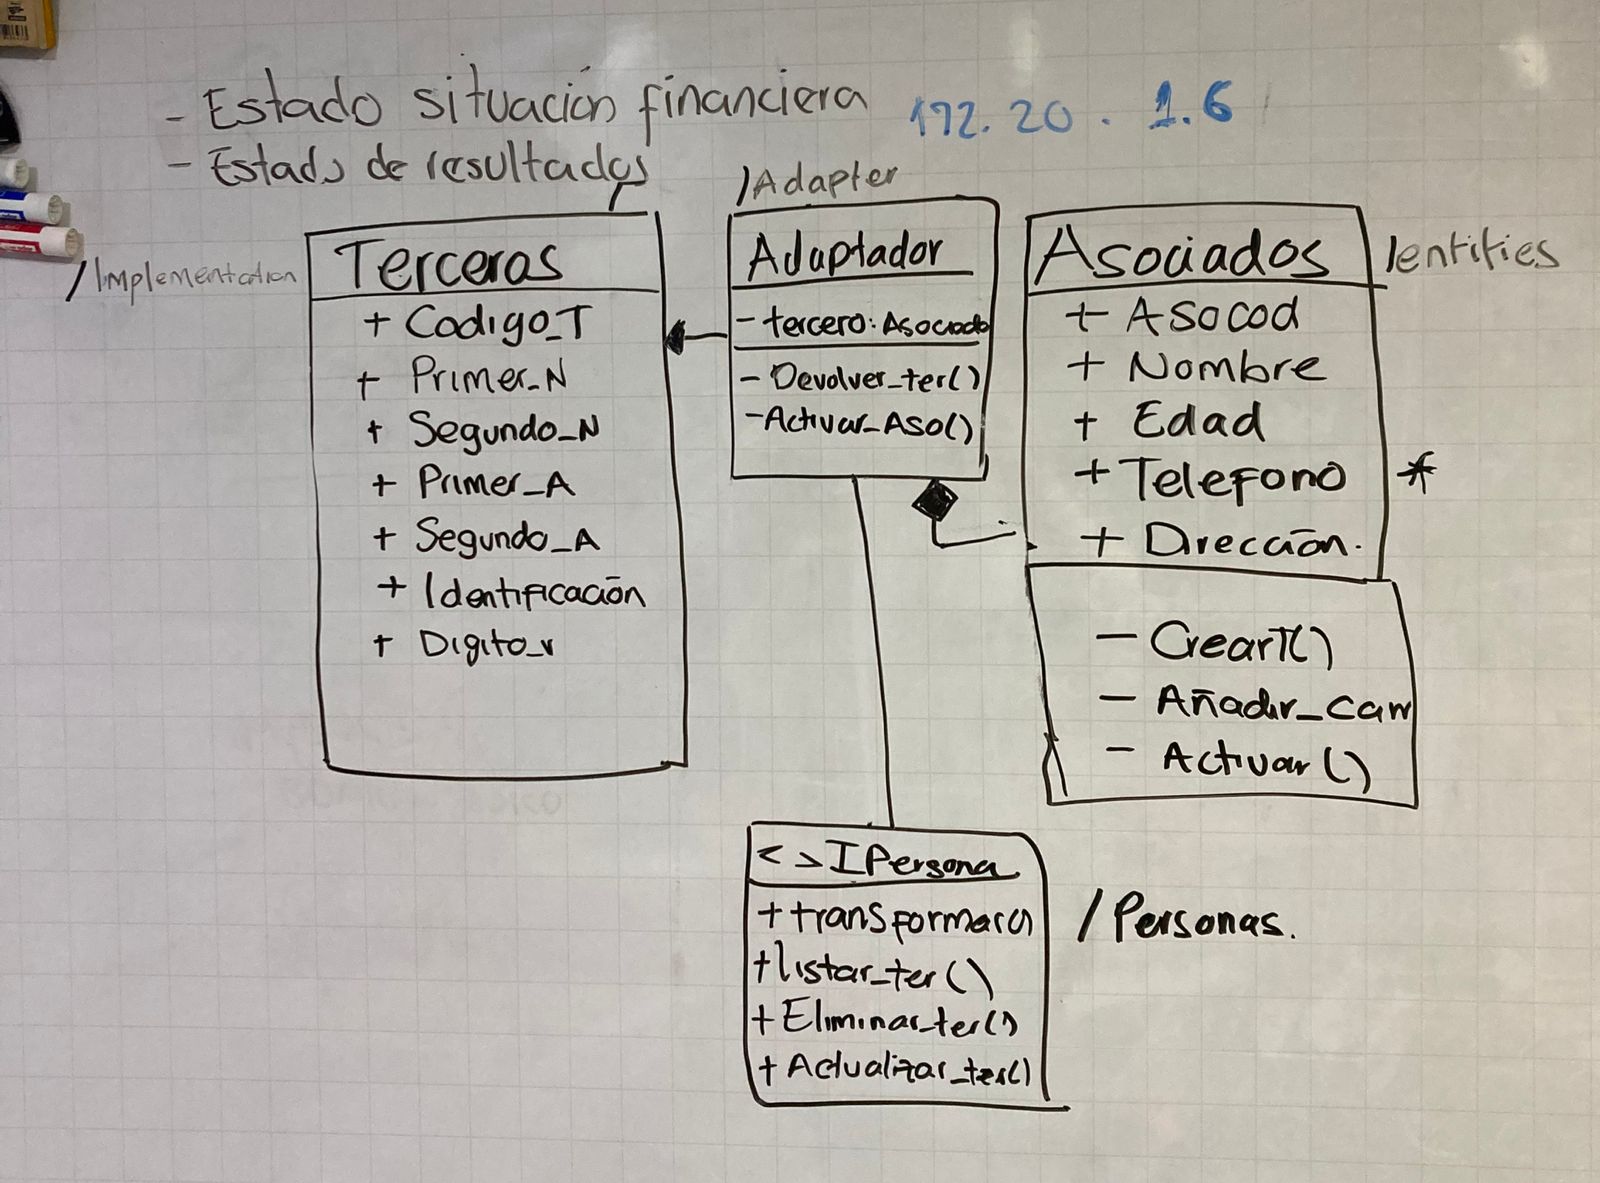 - Estado situación financiera 172.20.1.6
- Estado de resultados
/Adapter
/Implementation
Terceros
+ Codigo_T
+ Primer_N
+ Segundo_N
+ Primer_A
+ Segundo_A
+ Identificación
+ Digito_v
Adaptador
- tercero: Asociado
- Devolver_ter()
- Activar_Aso()
Asociados
/entities
+ Asocod
+ Nombre
+ Edad
+ Telefono *
+ Dirección.
- CrearT()
- Añadir_cam
- Activar()
< > IPersona
+ transformar()
+ listar_ter()
+ Eliminar_ter()
+ Actualizar_ter()
/Personas.